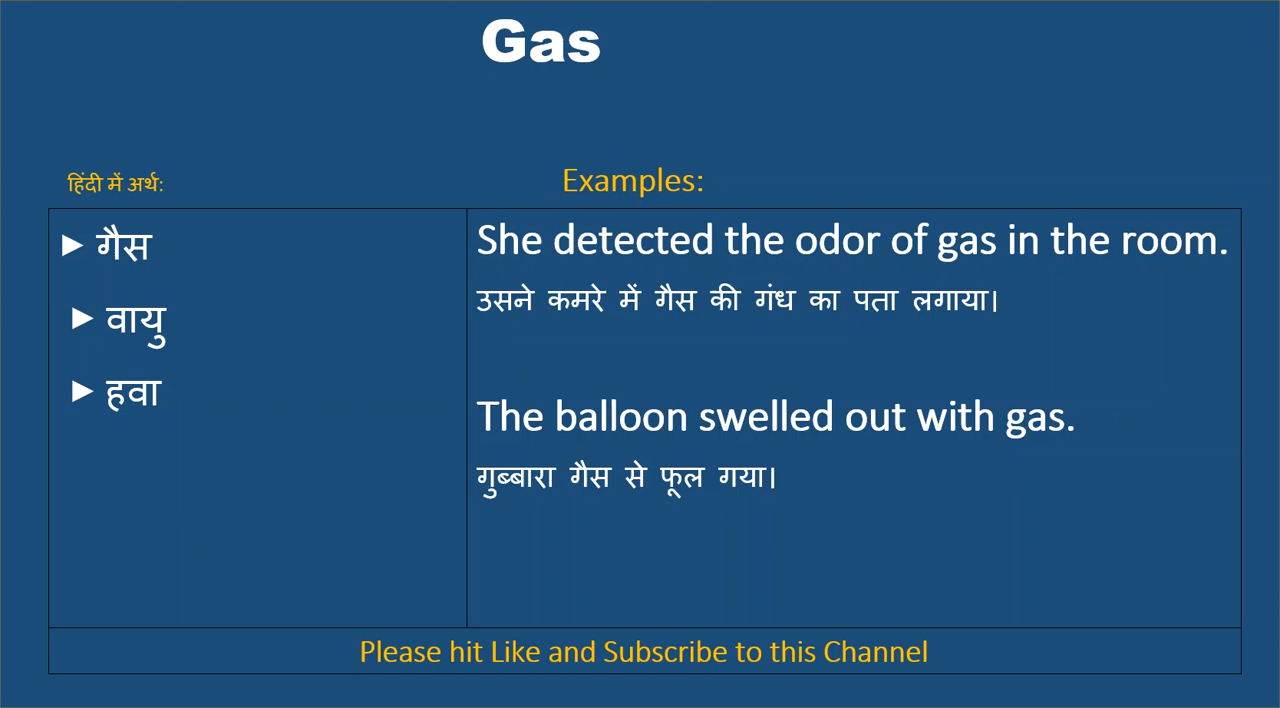 Gas
हिंदी में अर्थ:
Examples:
► गैस
► वायु
► हवा
She detected the odor of gas in the room.
उसने कमरे में गैस की गंध का पता लगाया।
The balloon swelled out with gas.
गुब्बारा गैस से फूल गया।
Please hit Like and Subscribe to this Channel